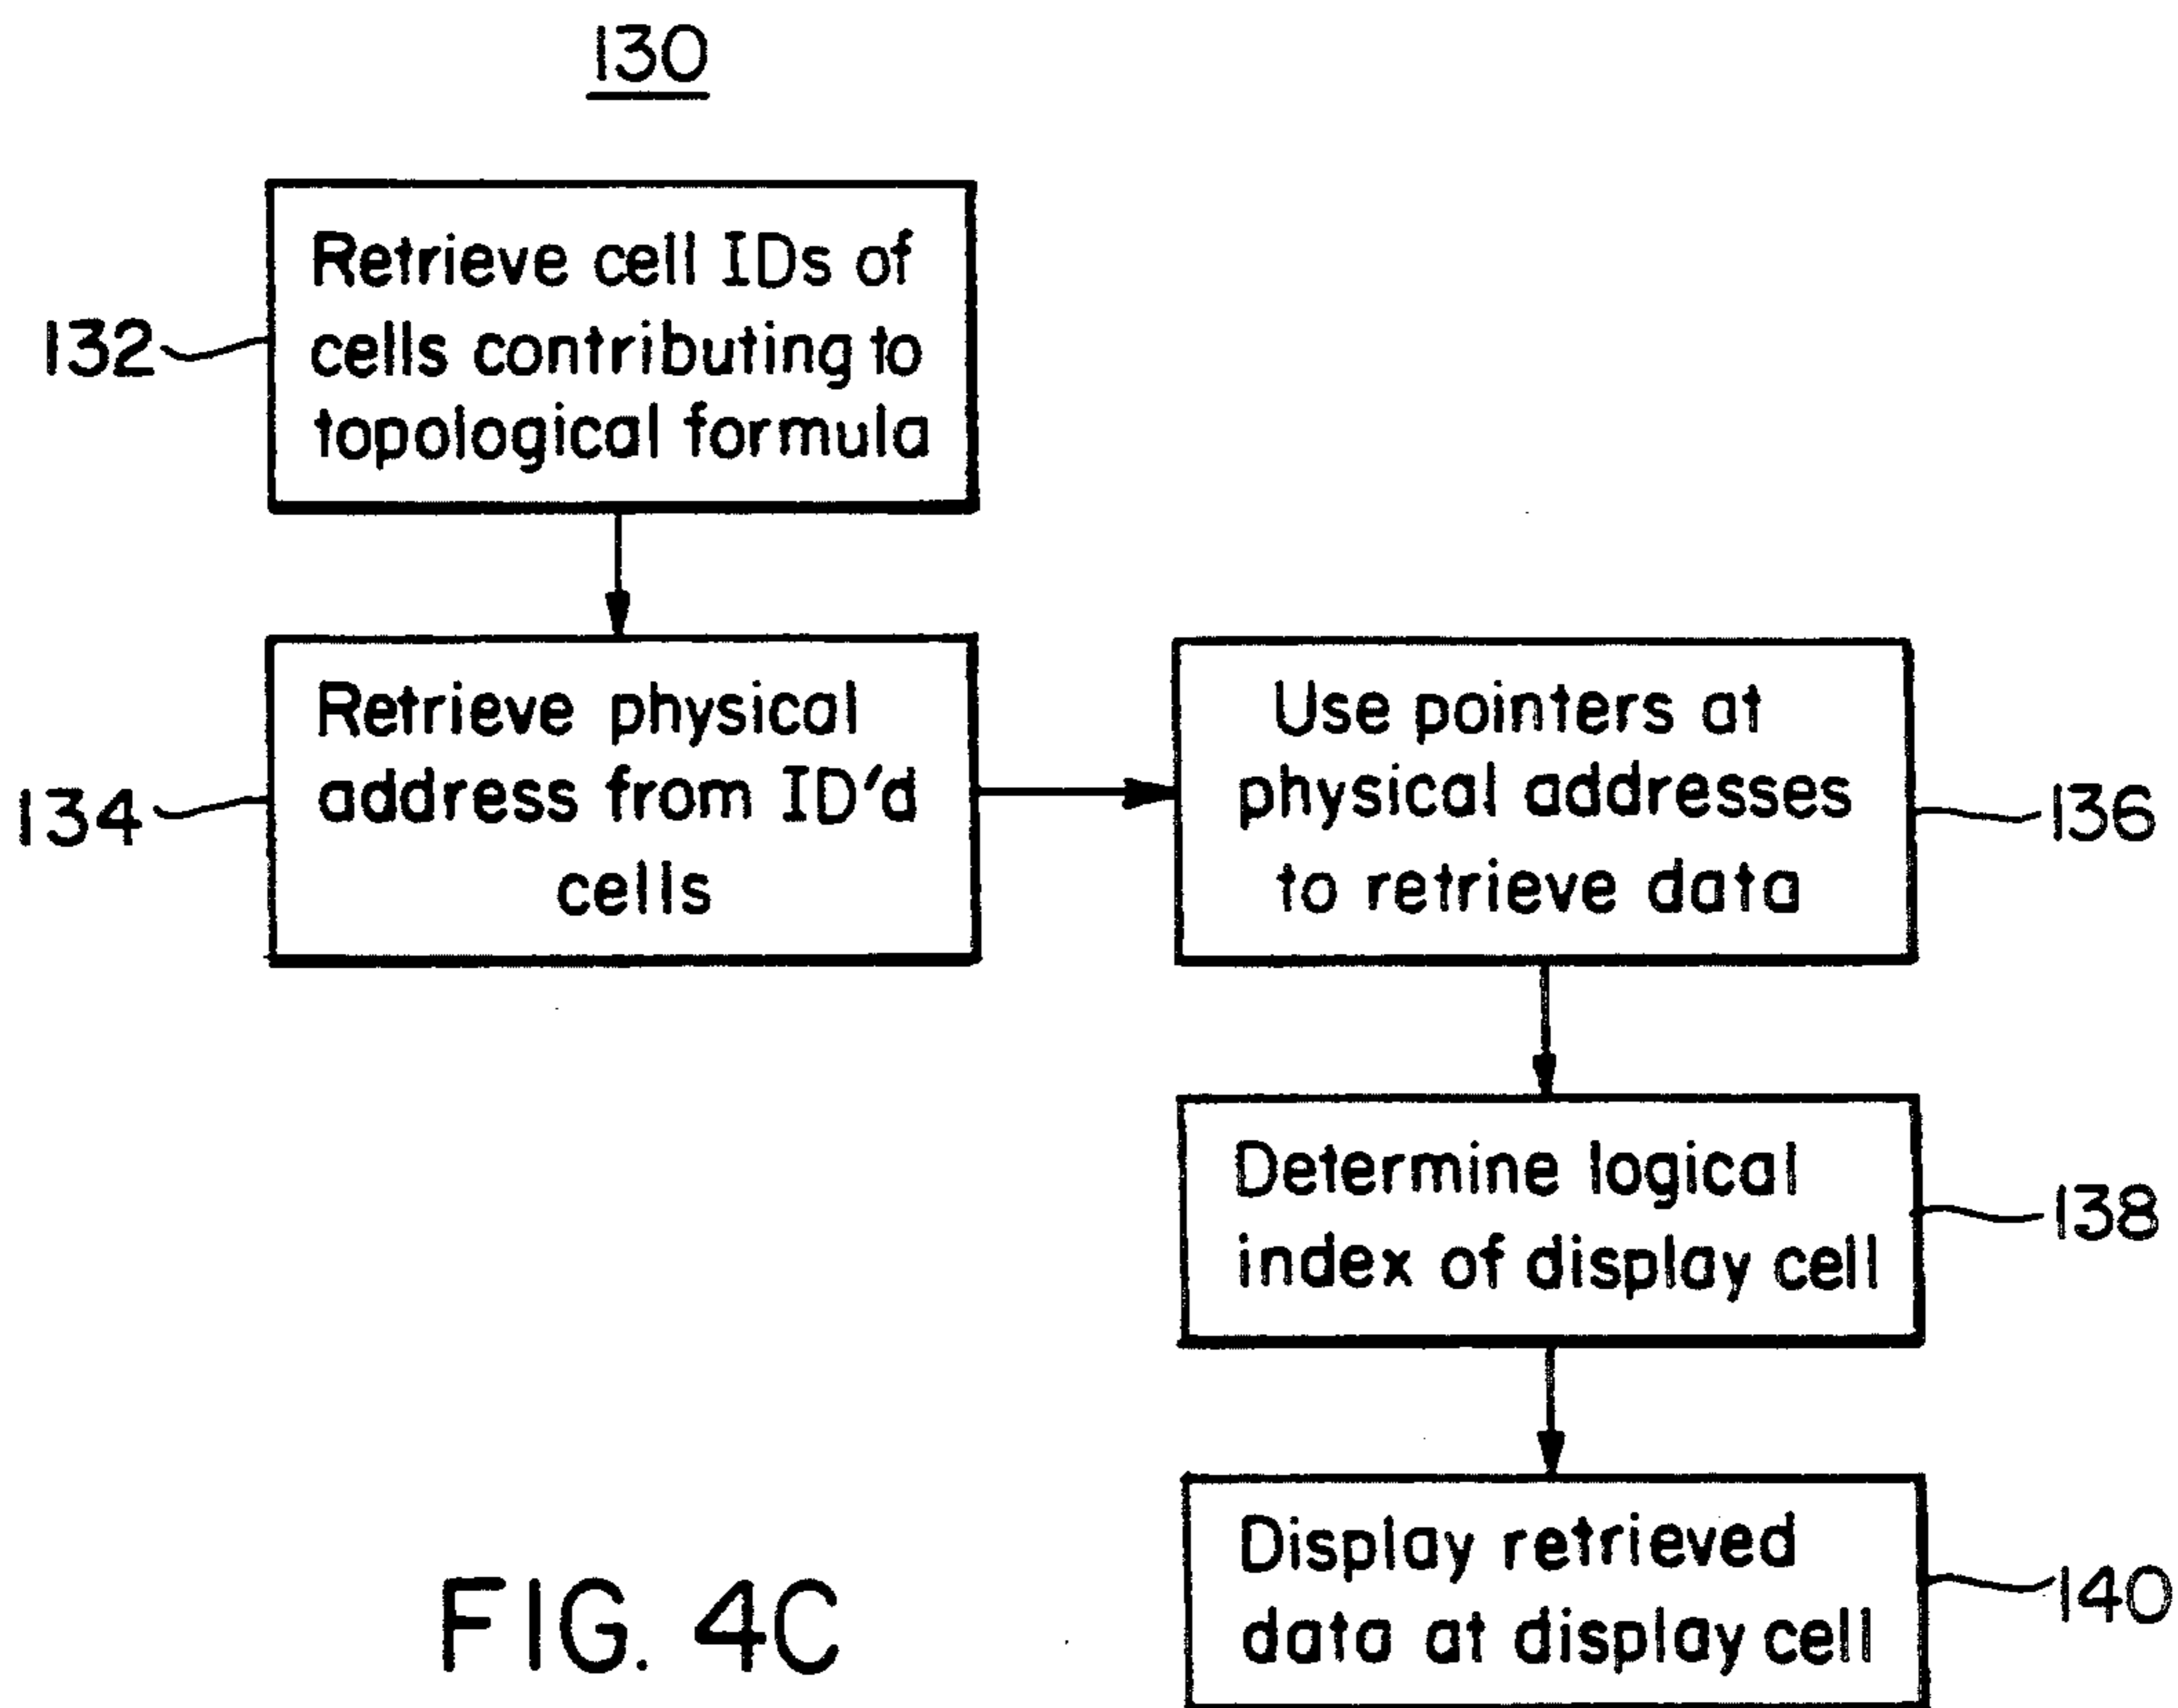 130
132
Retrieve cell IDs of
cells contributing to
topological formula
134
Retrieve physical
address from ID'd
cells
Use pointers at
physical addresses
to retrieve data
136
Determine logical
index of display cell
138
Display retrieved
data at display cell
140
FIG. 4C